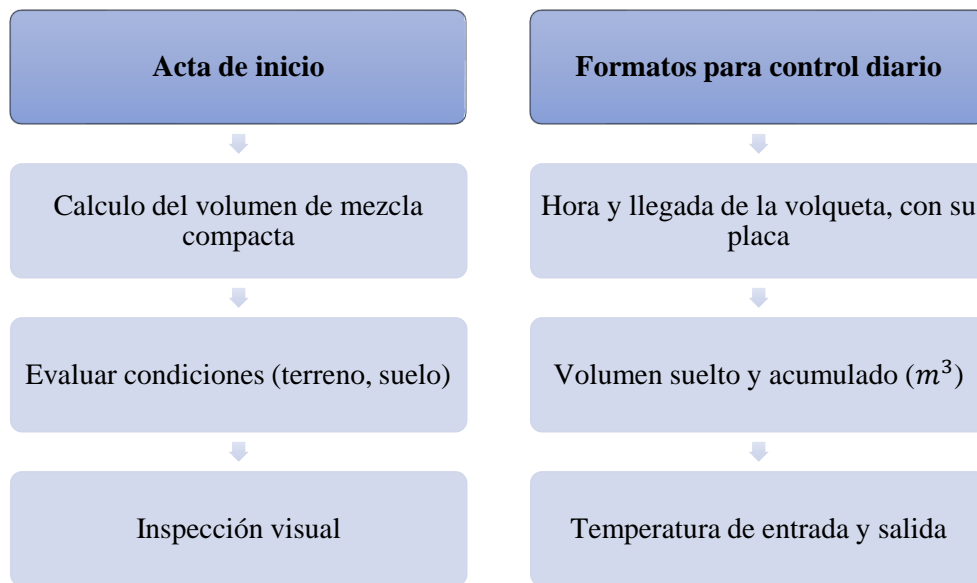 Acta de inicio
Calculo del volumen de mezcla
compacta
Evaluar condiciones (terreno, suelo)
Inspección visual
Formatos para control diario
Hora y llegada de la volqueta, con su
placa
Volumen suelto y acumulado (m³)
Temperatura de entrada y salida